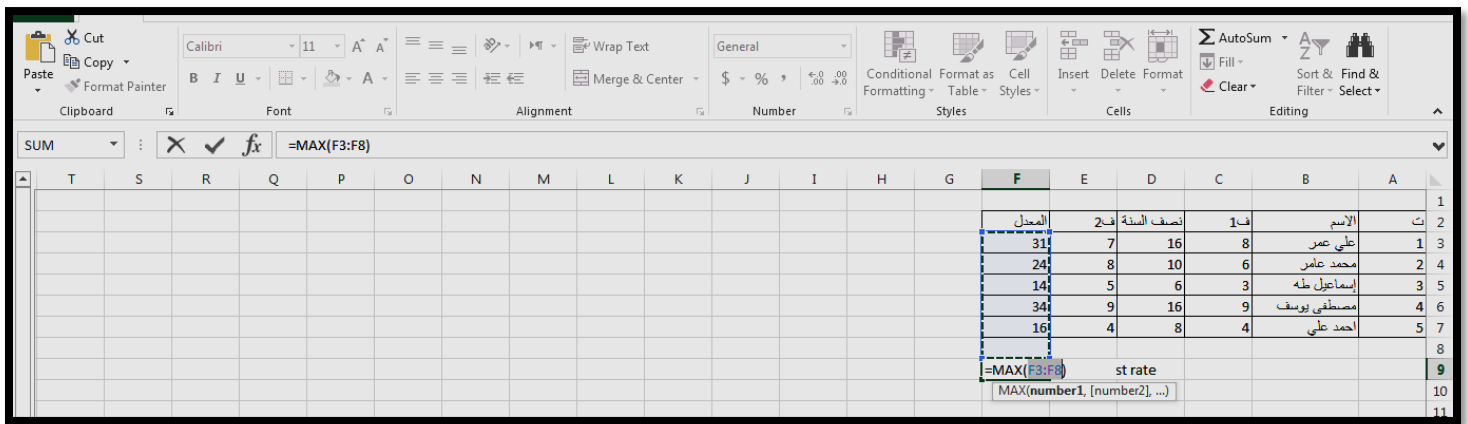 Cut
Copy
Format Painter
Paste
Clipboard
Calibri 11 A A
B I U A
Font
Wrap Text
Merge & Center
Alignment
General
$ % , .00 .00
Number
Conditional Formatting
Format as Table
Cell Styles
Styles
Insert
Delete
Format
Cells
AutoSum
Fill
Clear
Sort & Filter
Find & Select
Editing
SUM fx =MAX(F3:F8)
T S R Q P O N M L K J I H G F E D C B A
1
2 ت الاسم ف1 نصف السنة ف2 المعدل
3 1 علي عمر 8 16 7 31
4 2 محمد عامر 6 10 8 24
5 3 إسماعيل طه 3 6 5 14
6 4 مصطفى يوسف 9 16 9 34
7 5 احمد علي 4 8 4 16
8
9 =MAX(F3:F8) st rate
10 MAX(number1, [number2], ...)
11